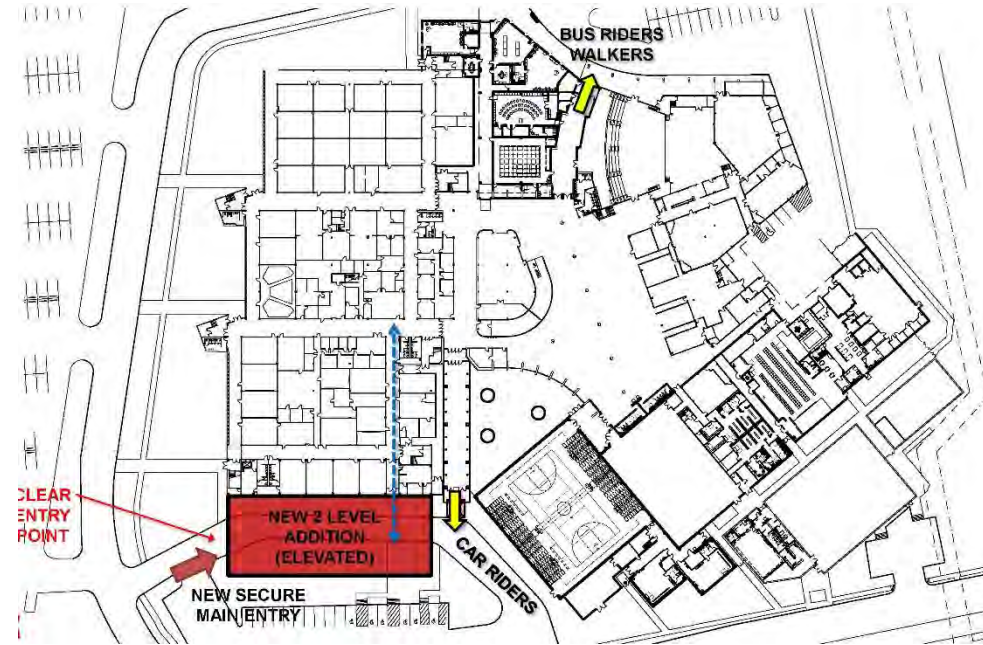 BUS RIDERS
WALKERS
CLEAR
ENTRY
POINT
NEW 2 LEVEL
ADDITION
(ELEVATED)
NEW SECURE
MAIN ENTRY
CAR RIDERS